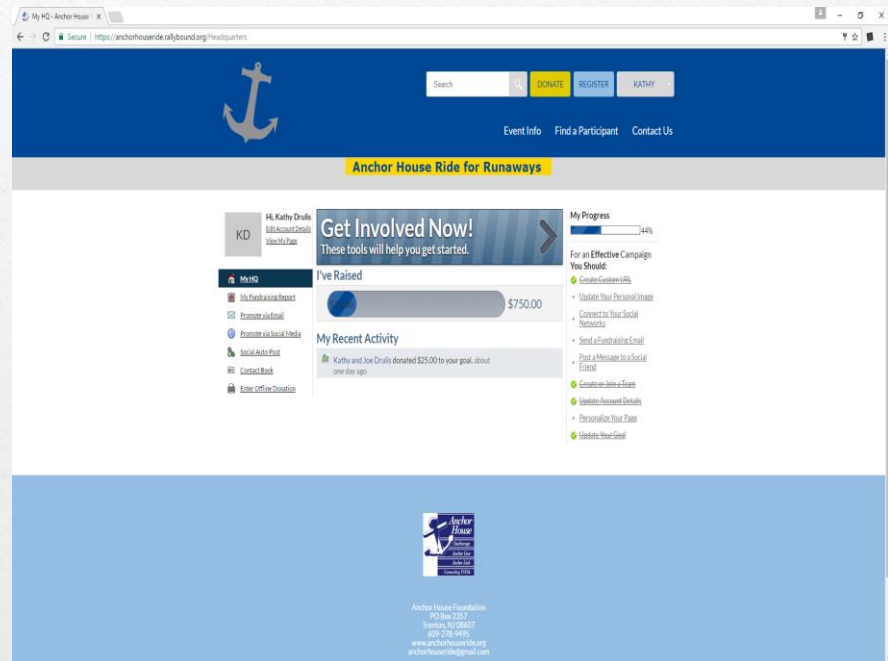 My HQ - Anchor House
Secure | https://anchorhouseride.rallybound.org/Headquarters
Search
DONATE
REGISTER
KATHY
Event Info
Find a Participant
Contact Us
Anchor House Ride for Runaways
KD
Hi, Kathy Drulis
Edit Account Details
View My Page
My HQ
My Fundraising Report
Promote via Email
Promote via Social Media
Social Auto-Post
Contact Book
Enter Offline Donation
Get Involved Now!
These tools will help you get started.
I've Raised
$750.00
My Recent Activity
Kathy and Joe Drulis donated $25.00 to your goal. about
one day ago
My Progress
44%
For an Effective Campaign
You Should:
Create Custom URL
Update Your Personal Image
Connect to Your Social
Networks
Send a Fundraising Email
Post a Message to a Social
Friend
Create or Join a Team
Update Account Details
Personalize Your Page
Update Your Goal
Anchor
House
Anchorage
Anchor Line
Anchor Link
Anchor House Foundation
PO Box 2357
Trenton, NJ 08607
609-278-9495
www.anchorhouseride.org
anchorhouseride@gmail.com